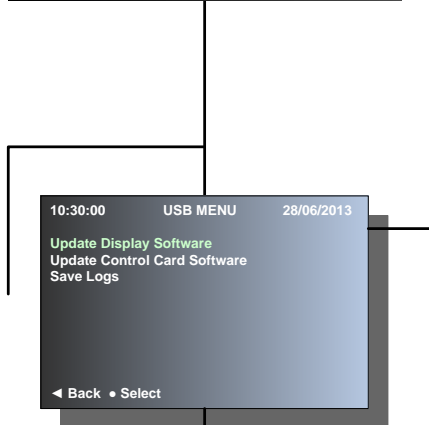 10:30:00 USB MENU 28/06/2013
Update Display Software
Update Control Card Software
Save Logs
◄ Back ● Select